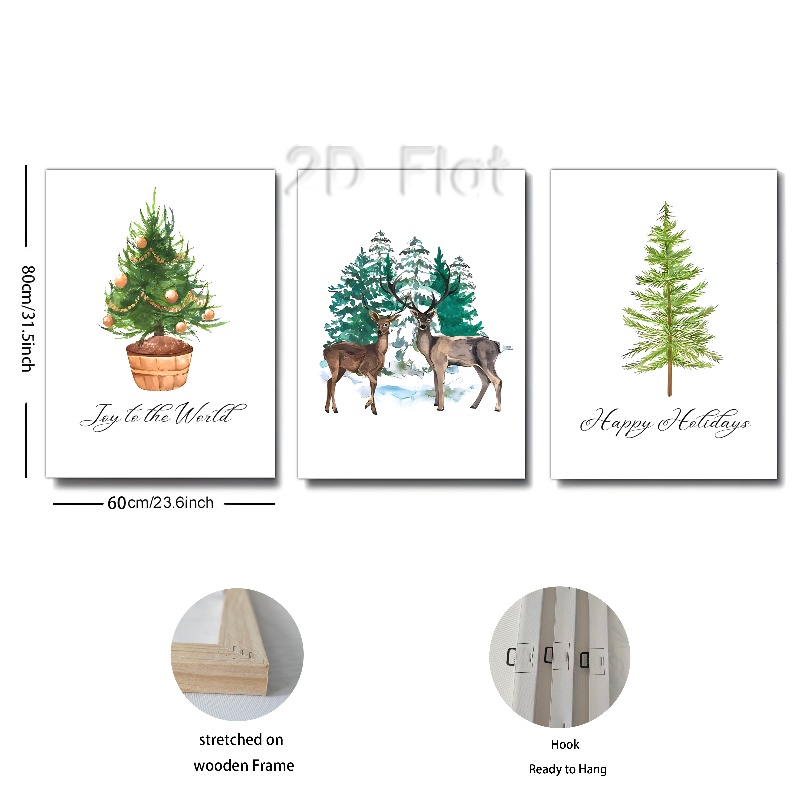 2D Flat
80cm/31.5inch
Joy to the World
Happy Holidays
60cm/23.6inch
stretched on
wooden Frame
Hook
Ready to Hang